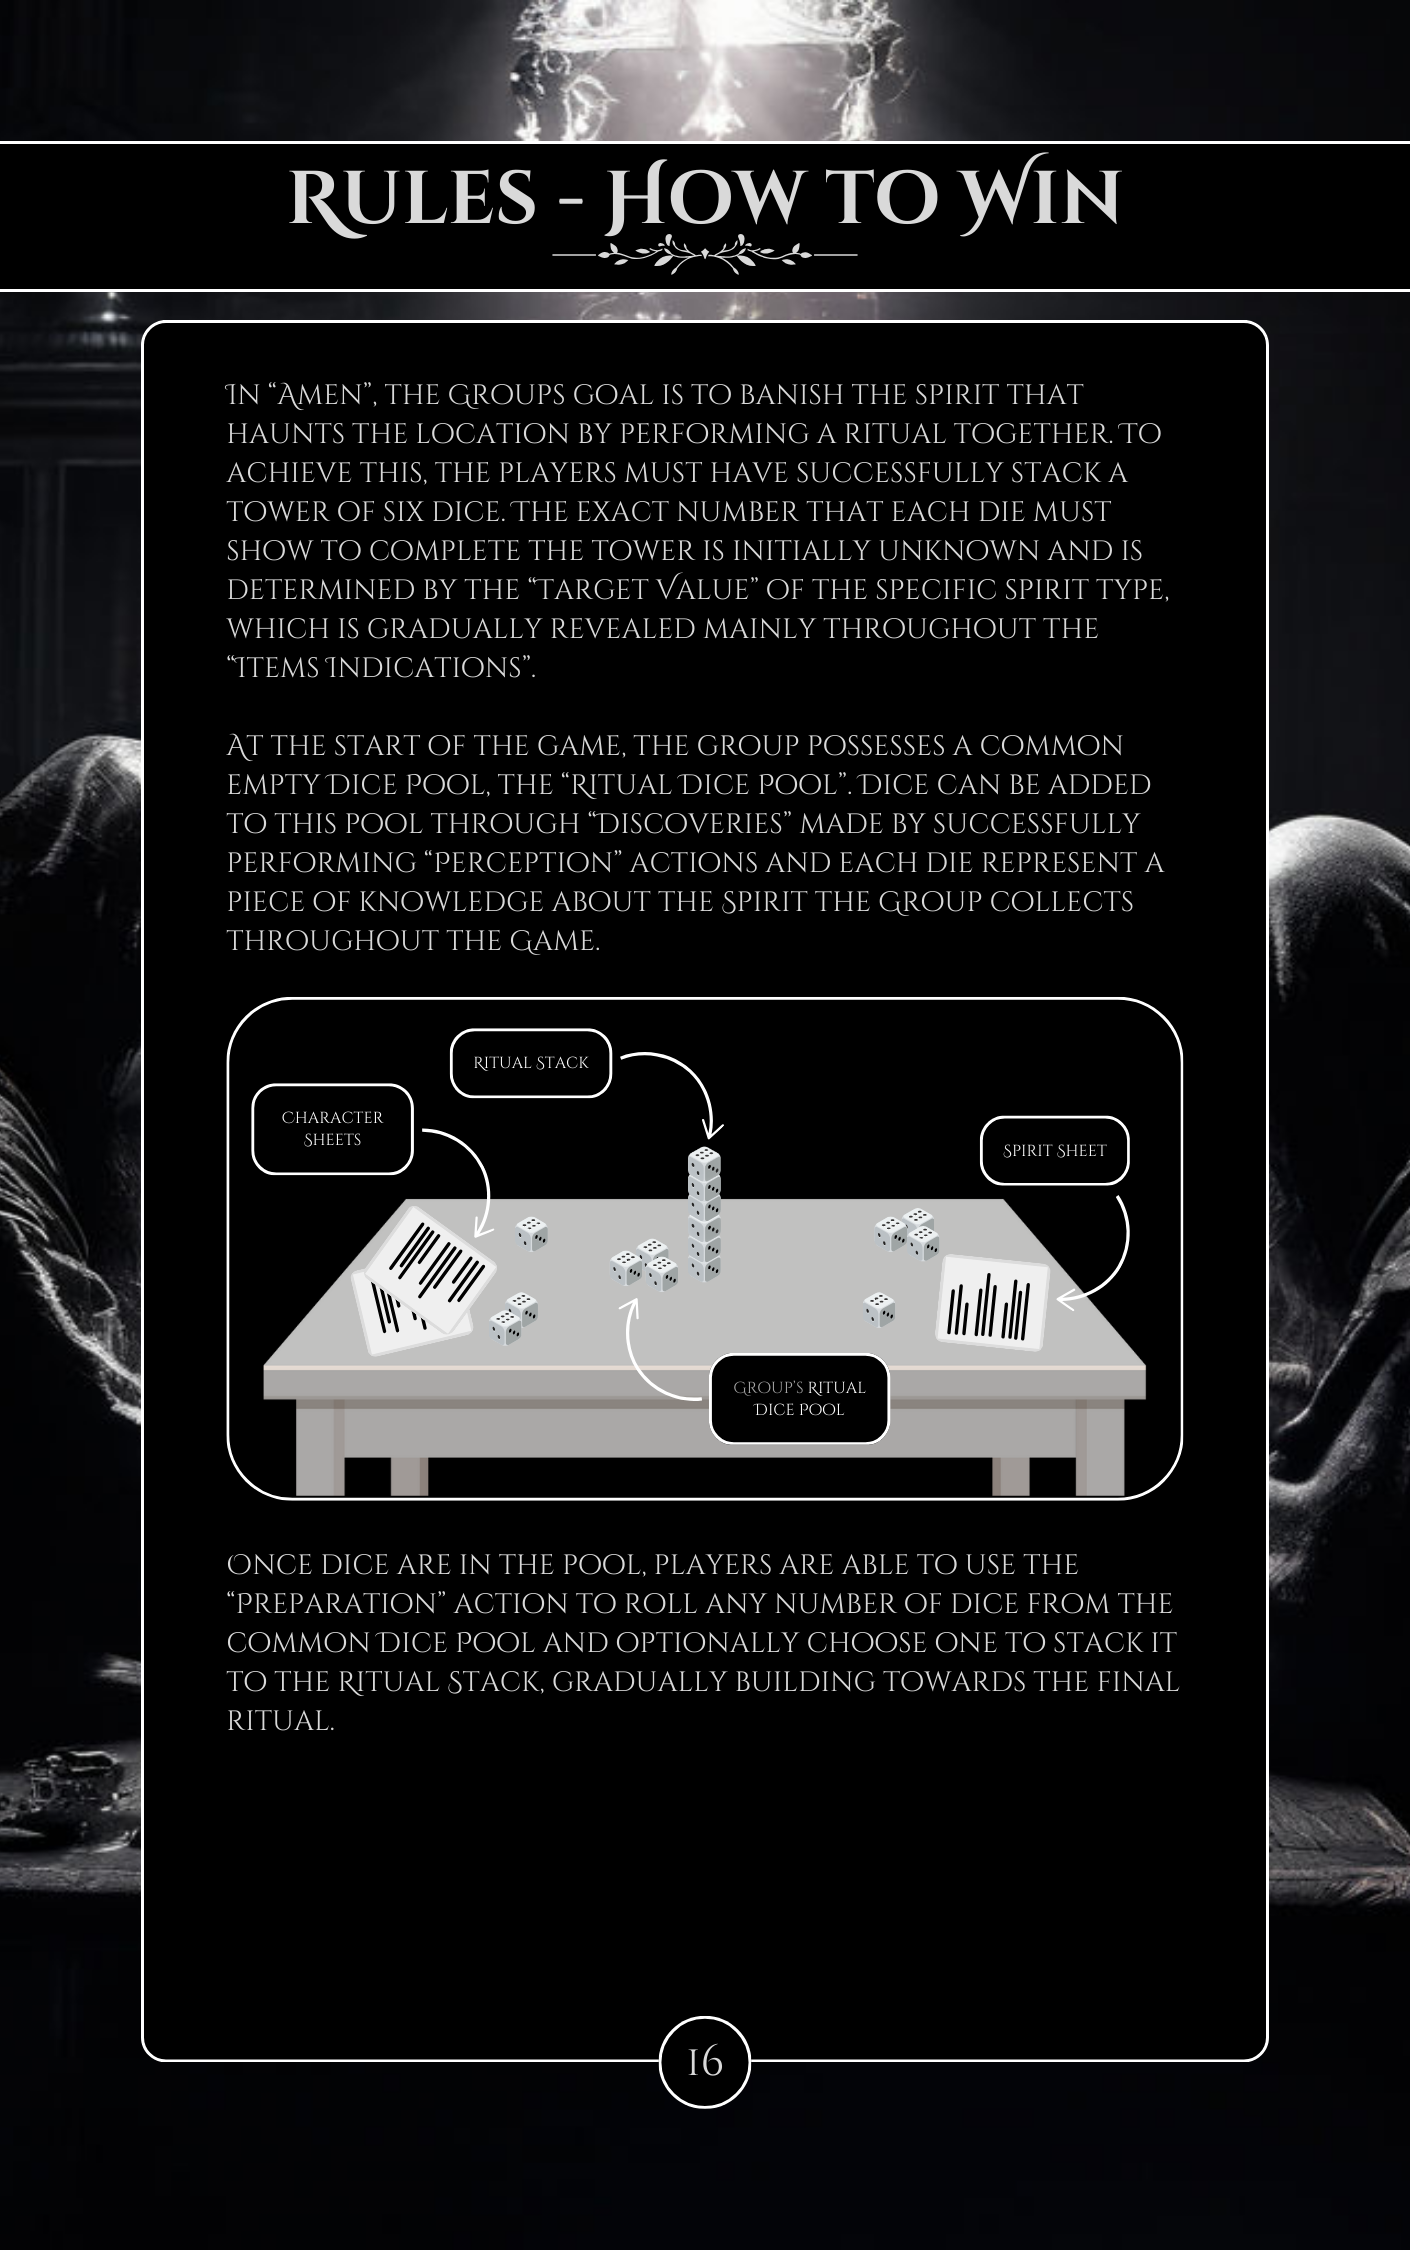 Rules - How to Win
In “Amen”, the Groups goal is to banish the spirit that
haunts the location by performing a ritual together. To
achieve this, the players must have successfully stack a
tower of six dice. The exact number that each die must
show to complete the tower is initially unknown and is
determined by the “target Value” of the specific spirit type,
which is gradually revealed mainly throughout the
“Items Indications”.
At the start of the game, the group possesses a common
empty Dice Pool, the “Ritual Dice Pool”. Dice can be added
to this pool through “Discoveries” made by successfully
performing “Perception” actions and each die represent a
piece of knowledge about the Spirit the Group collects
throughout the Game.
Ritual Stack
Character
Sheets
Spirit Sheet
Group's Ritual
Dice Pool
Once dice are in the pool, players are able to use the
“Preparation” action to roll any number of dice from the
common Dice Pool and optionally choose one to stack it
to the Ritual Stack, gradually building towards the final
ritual.
16